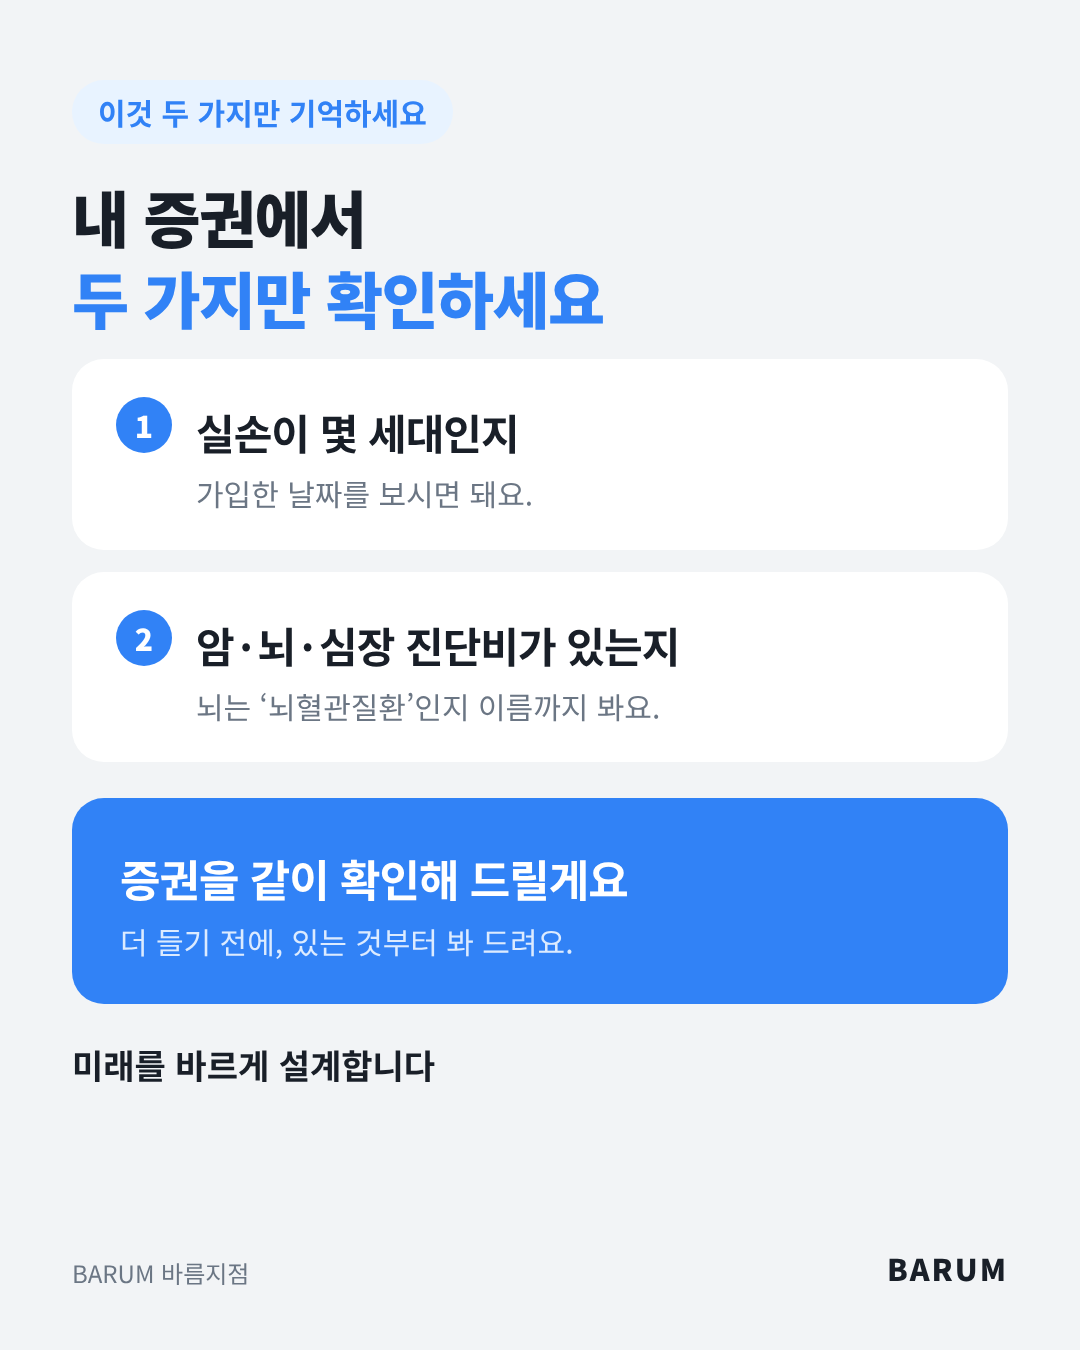 이것 두 가지만 기억하세요
내 증권에서
두 가지만 확인하세요
1 실손이 몇 세대인지
가입한 날짜를 보시면 돼요.
2 암·뇌·심장 진단비가 있는지
뇌는 ‘뇌혈관질환’인지 이름까지 봐요.
증권을 같이 확인해 드릴게요
더 들기 전에, 있는 것부터 봐 드려요.
미래를 바르게 설계합니다
BARUM 바름지점
BARUM